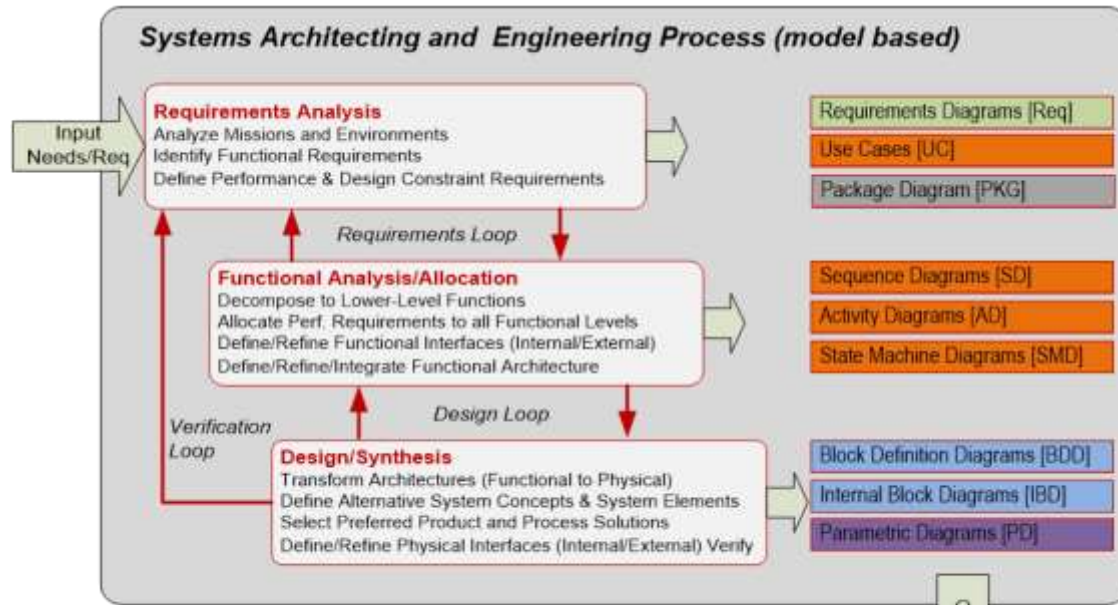 Systems Architecting and Engineering Process (model based)
Input
Needs/Req
Requirements Analysis
Analyze Missions and Environments
Identify Functional Requirements
Define Performance & Design Constraint Requirements
Requirements Diagrams [Req]
Use Cases [UC]
Package Diagram [PKG]
Requirements Loop
Functional Analysis/Allocation
Decompose to Lower-Level Functions
Allocate Perf. Requirements to all Functional Levels
Define/Refine Functional Interfaces (Internal/External)
Define/Refine/Integrate Functional Architecture
Sequence Diagrams [SD]
Activity Diagrams [AD]
State Machine Diagrams [SMD]
Design Loop
Verification
Loop
Design/Synthesis
Transform Architectures (Functional to Physical)
Define Alternative System Concepts & System Elements
Select Preferred Product and Process Solutions
Define/Refine Physical Interfaces (Internal/External) Verify
Block Definition Diagrams [BDD]
Internal Block Diagrams [IBD]
Parametric Diagrams [PD]